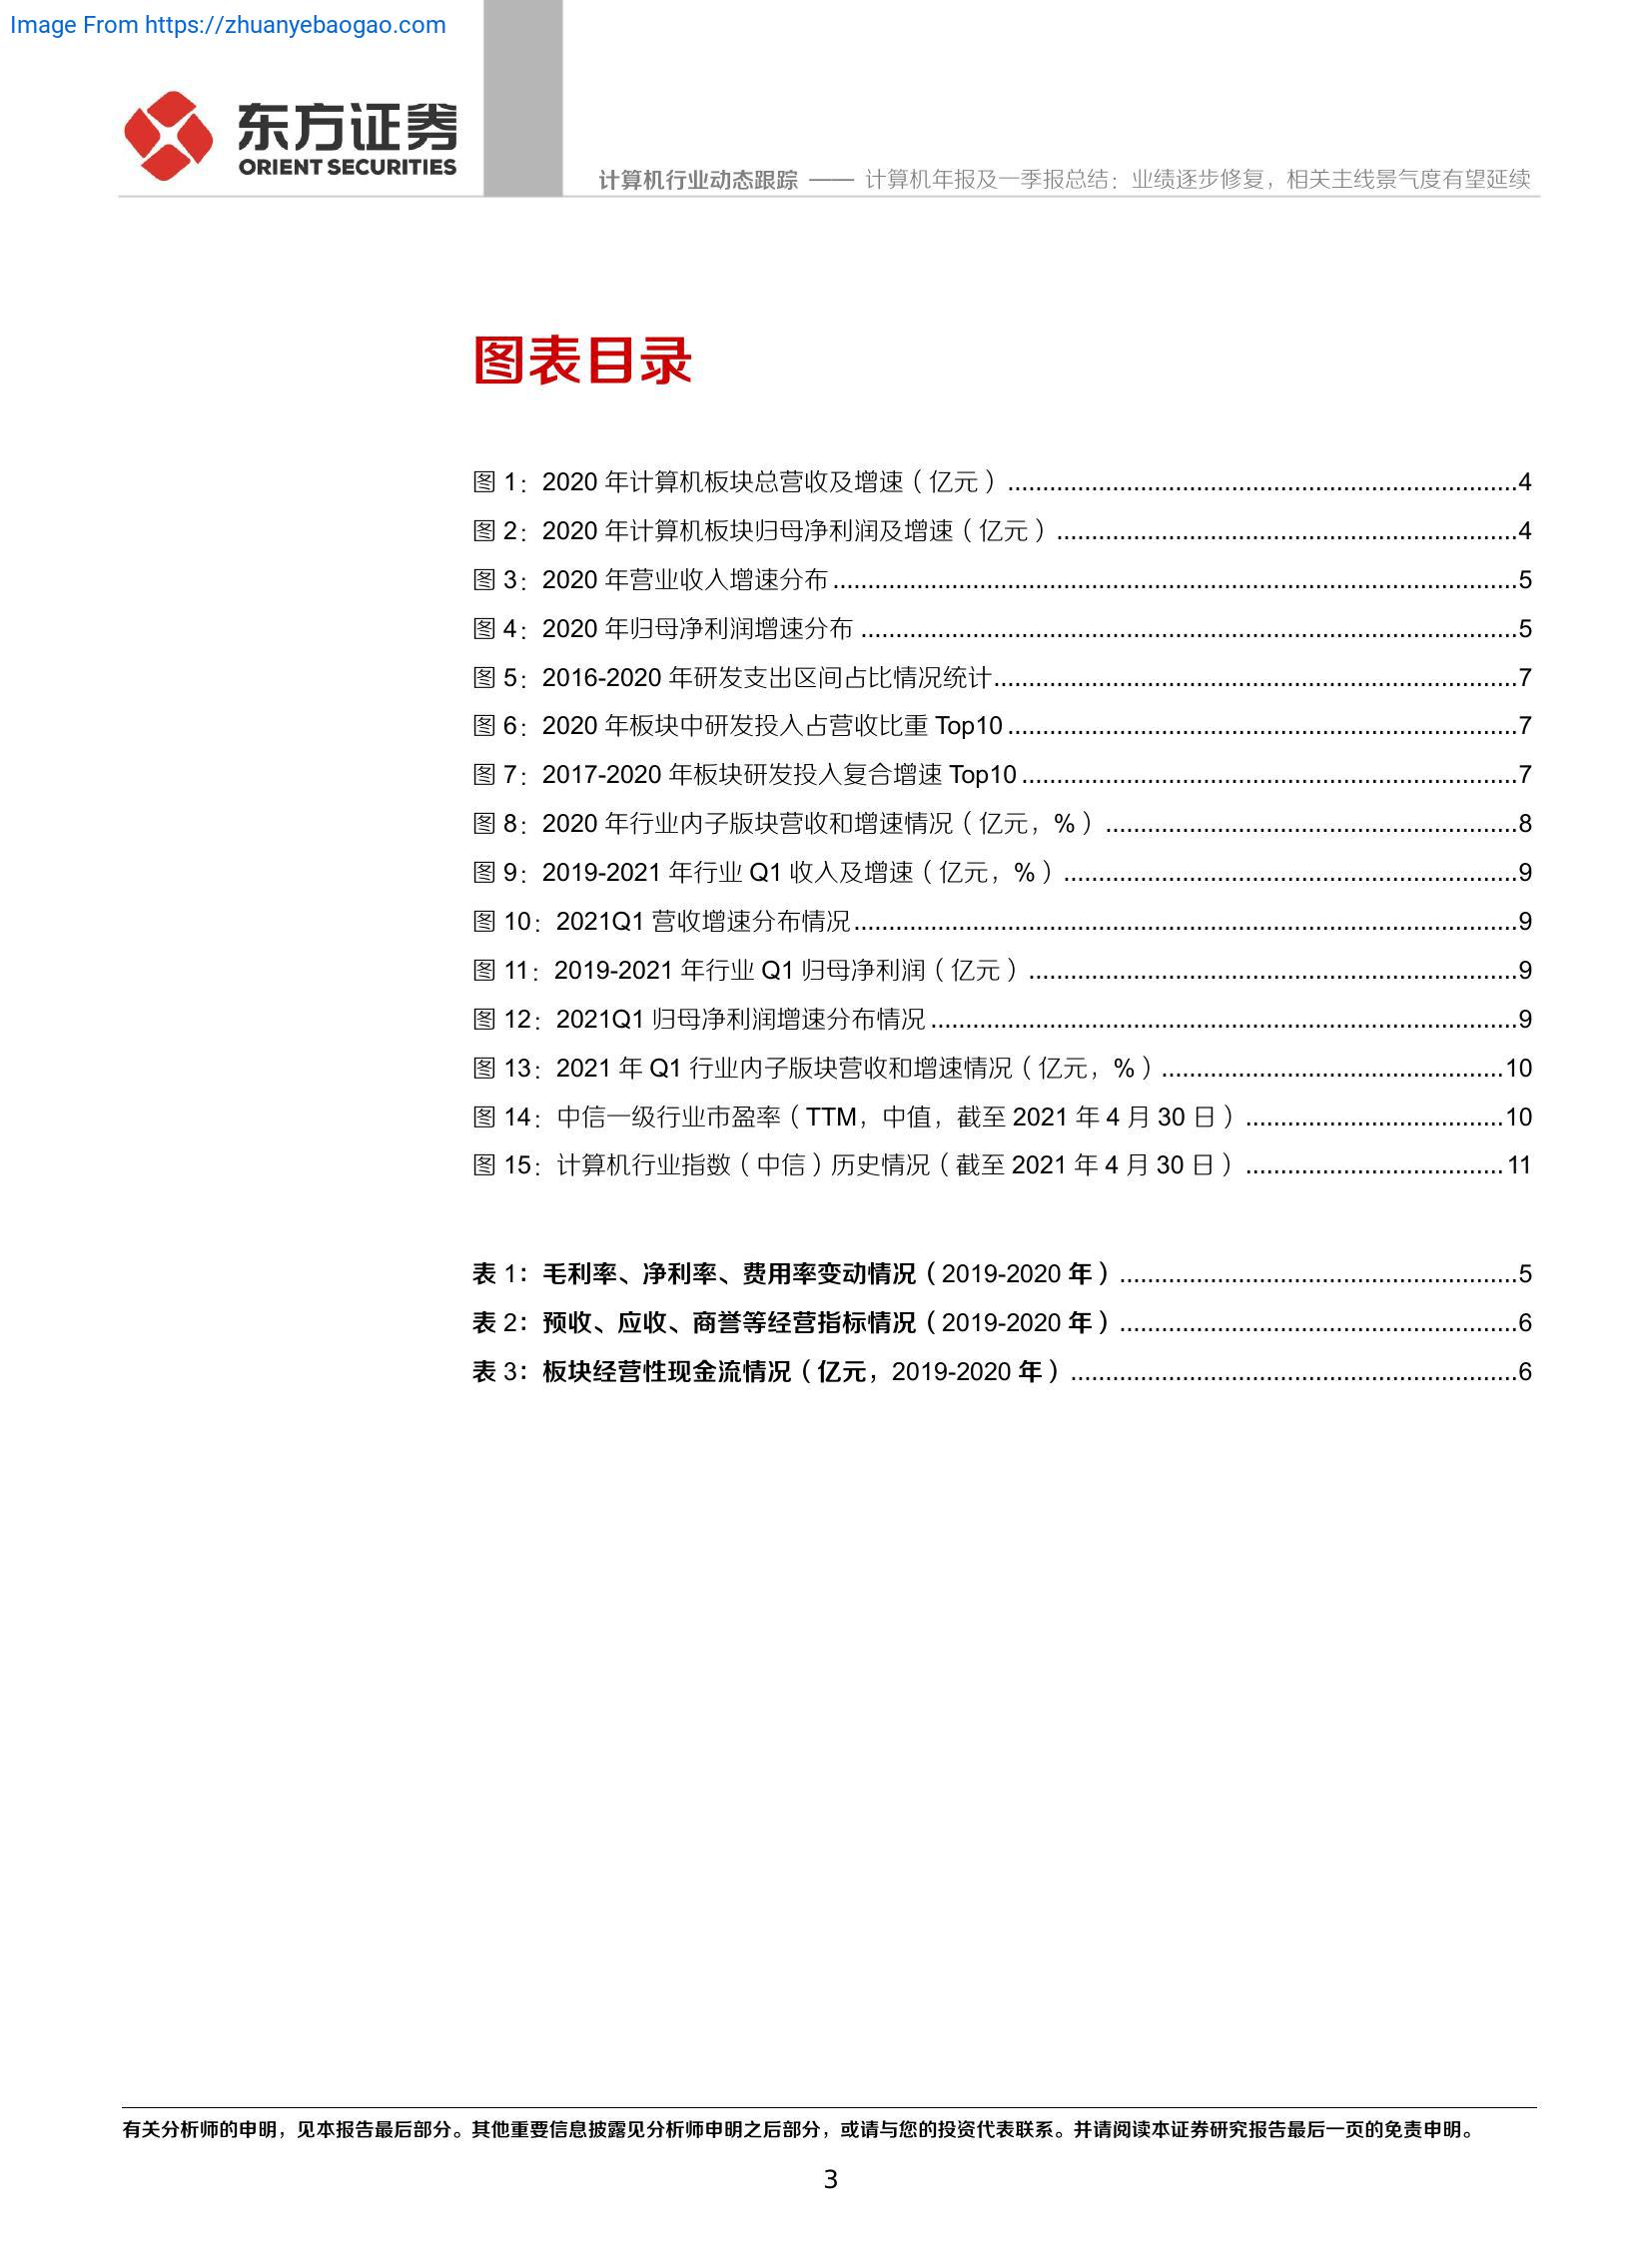 Image From https://zhuanyebaogao.com
东方证券
ORIENT SECURITIES
计算机行业动态跟踪 —— 计算机年报及一季报总结：业绩逐步修复，相关主线景气度有望延续
图表目录
图 1：2020 年计算机板块总营收及增速（亿元）..........................................................................4
图 2：2020 年计算机板块归母净利润及增速（亿元）..................................................................4
图 3：2020 年营业收入增速分布..................................................................................................5
图 4：2020 年归母净利润增速分布..............................................................................................5
图 5：2016-2020 年研发支出区间占比情况统计...........................................................................7
图 6：2020 年板块中研发投入占营收比重 Top10.........................................................................7
图 7：2017-2020 年板块研发投入复合增速 Top10.......................................................................7
图 8：2020 年行业内子版块营收和增速情况（亿元，%）...........................................................8
图 9：2019-2021 年行业 Q1 收入及增速（亿元，%）.................................................................9
图 10：2021Q1 营收增速分布情况...............................................................................................9
图 11：2019-2021 年行业 Q1 归母净利润（亿元）......................................................................9
图 12：2021Q1 归母净利润增速分布情况....................................................................................9
图 13：2021 年 Q1 行业内子版块营收和增速情况（亿元，%）.................................................10
图 14：中信一级行业市盈率（TTM，中值，截至 2021 年 4 月 30 日）.....................................10
图 15：计算机行业指数（中信）历史情况（截至 2021 年 4 月 30 日）.....................................11
表 1：毛利率、净利率、费用率变动情况（2019-2020 年）.........................................................5
表 2：预收、应收、商誉等经营指标情况（2019-2020 年）.........................................................6
表 3：板块经营性现金流情况（亿元，2019-2020 年）................................................................6
有关分析师的申明，见本报告最后部分。其他重要信息披露见分析师申明之后部分，或请与您的投资代表联系。并请阅读本证券研究报告最后一页的免责申明。
3